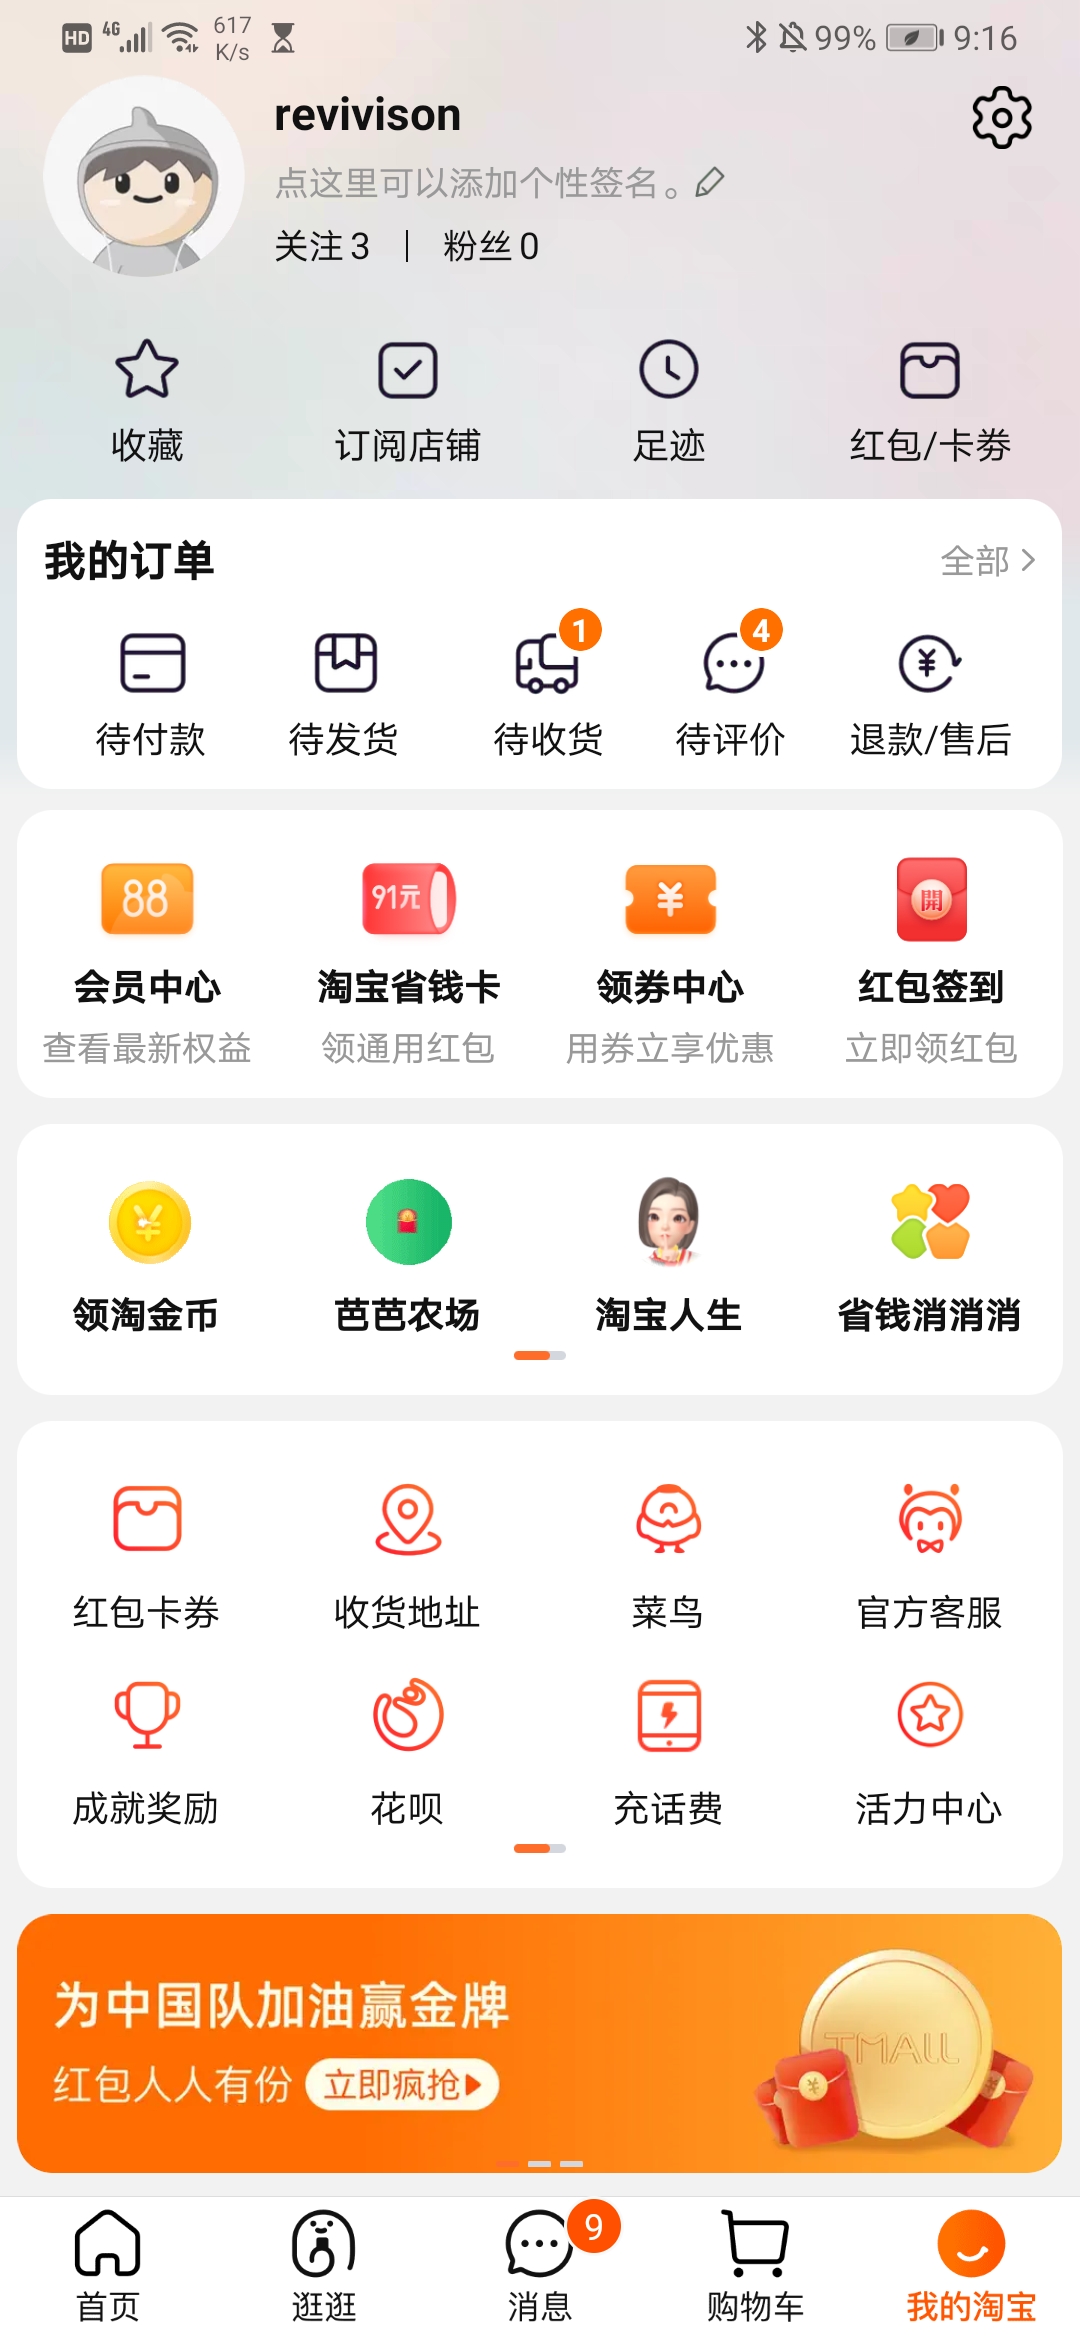 HD 4G 617 K/s 99% 9:16
revivison
点这里可以添加个性签名。
关注 3 | 粉丝 0
收藏 订阅店铺 足迹 红包/卡券
我的订单 全部
1 4
待付款 待发货 待收货 待评价 退款/售后
88 91元 ¥ 開
会员中心 淘宝省钱卡 领券中心 红包签到
查看最新权益 领通用红包 用券立享优惠 立即领红包
领淘金币 芭芭农场 淘宝人生 省钱消消消
红包卡券 收货地址 菜鸟 官方客服
成就奖励 花呗 充话费 活力中心
为中国队加油赢金牌
红包人人有份 立即疯抢
TMALL
9
首页 逛逛 消息 购物车 我的淘宝